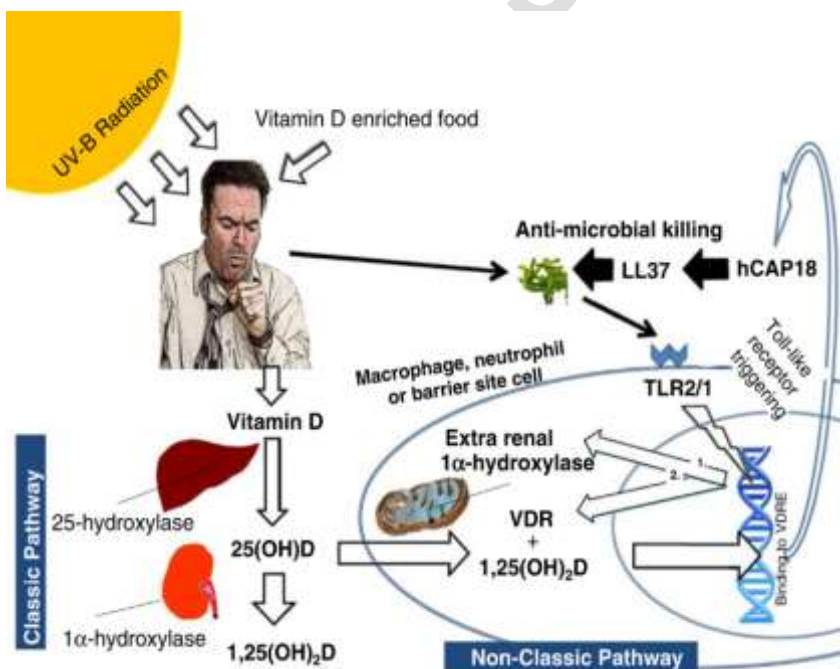 UV-B Radiation
Vitamin D enriched food
Anti-microbial killing
LL37
hCAP18
Toll-like
receptor
triggering
Macrophage, neutrophil
or barrier site cell
TLR2/1
Vitamin D
Extra renal
1α-hydroxylase
1.
2.
Classic Pathway
25-hydroxylase
VDR
+
1,25(OH)₂D
25(OH)D
Binding to VDRE
1α-hydroxylase
1,25(OH)₂D
Non-Classic Pathway